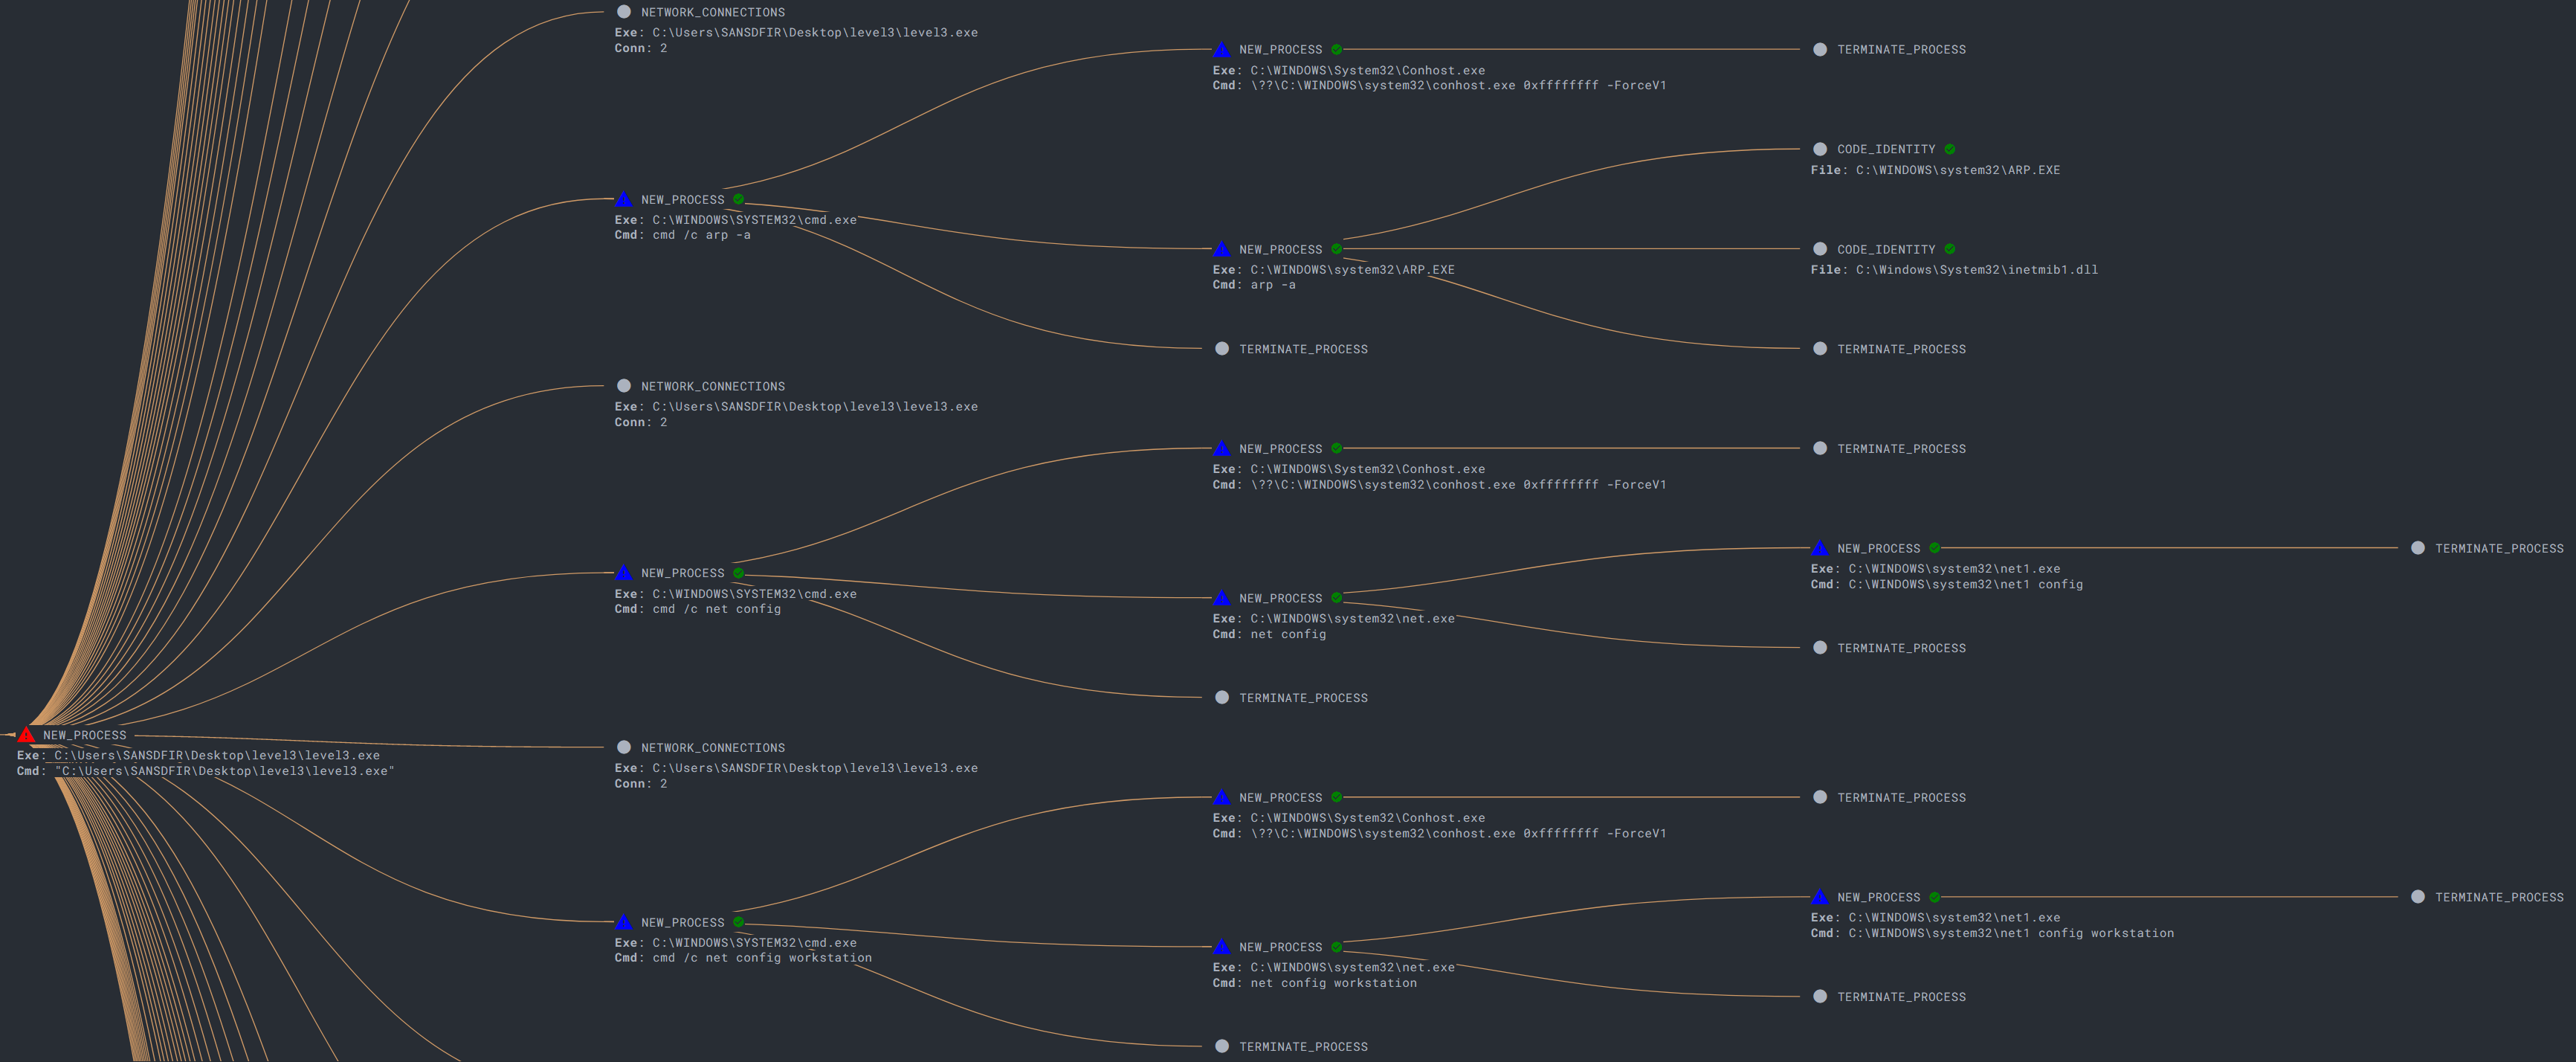 NETWORK_CONNECTIONS
Exe: C:\Users\SANSDFIR\Desktop\level3\level3.exe
Conn: 2
NEW_PROCESS
Exe: C:\WINDOWS\System32\Conhost.exe
Cmd: \??\C:\WINDOWS\system32\conhost.exe 0xffffffff -ForceV1
TERMINATE_PROCESS
CODE_IDENTITY
File: C:\WINDOWS\system32\ARP.EXE
NEW_PROCESS
Exe: C:\WINDOWS\SYSTEM32\cmd.exe
Cmd: cmd /c arp -a
NEW_PROCESS
Exe: C:\WINDOWS\system32\ARP.EXE
Cmd: arp -a
CODE_IDENTITY
File: C:\Windows\System32\inetmib1.dll
TERMINATE_PROCESS
TERMINATE_PROCESS
NETWORK_CONNECTIONS
Exe: C:\Users\SANSDFIR\Desktop\level3\level3.exe
Conn: 2
NEW_PROCESS
Exe: C:\WINDOWS\System32\Conhost.exe
Cmd: \??\C:\WINDOWS\system32\conhost.exe 0xffffffff -ForceV1
TERMINATE_PROCESS
NEW_PROCESS
Exe: C:\WINDOWS\SYSTEM32\cmd.exe
Cmd: cmd /c net config
NEW_PROCESS
Exe: C:\WINDOWS\system32\net.exe
Cmd: net config
NEW_PROCESS
Exe: C:\WINDOWS\system32\net1.exe
Cmd: C:\WINDOWS\system32\net1 config
TERMINATE_PROCESS
TERMINATE_PROCESS
TERMINATE_PROCESS
NEW_PROCESS
Exe: C:\Users\SANSDFIR\Desktop\level3\level3.exe
Cmd: "C:\Users\SANSDFIR\Desktop\level3\level3.exe"
NETWORK_CONNECTIONS
Exe: C:\Users\SANSDFIR\Desktop\level3\level3.exe
Conn: 2
NEW_PROCESS
Exe: C:\WINDOWS\System32\Conhost.exe
Cmd: \??\C:\WINDOWS\system32\conhost.exe 0xffffffff -ForceV1
TERMINATE_PROCESS
NEW_PROCESS
Exe: C:\WINDOWS\SYSTEM32\cmd.exe
Cmd: cmd /c net config workstation
NEW_PROCESS
Exe: C:\WINDOWS\system32\net.exe
Cmd: net config workstation
NEW_PROCESS
Exe: C:\WINDOWS\system32\net1.exe
Cmd: C:\WINDOWS\system32\net1 config workstation
TERMINATE_PROCESS
TERMINATE_PROCESS
TERMINATE_PROCESS